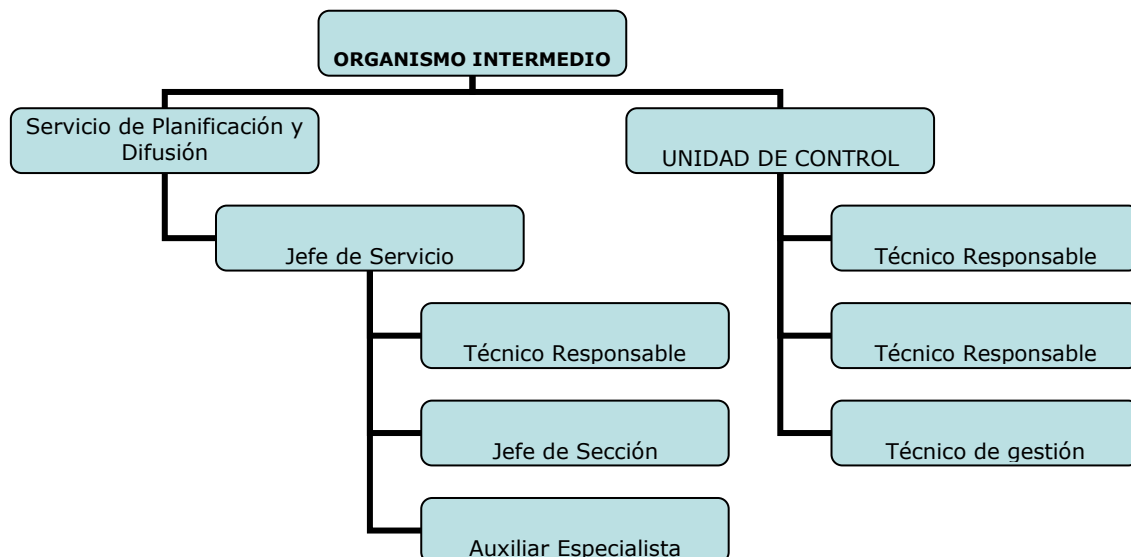 ORGANISMO INTERMEDIO
Servicio de Planificación y
Difusión
UNIDAD DE CONTROL
Jefe de Servicio
Técnico Responsable
Técnico Responsable
Técnico Responsable
Jefe de Sección
Técnico de gestión
Auxiliar Especialista